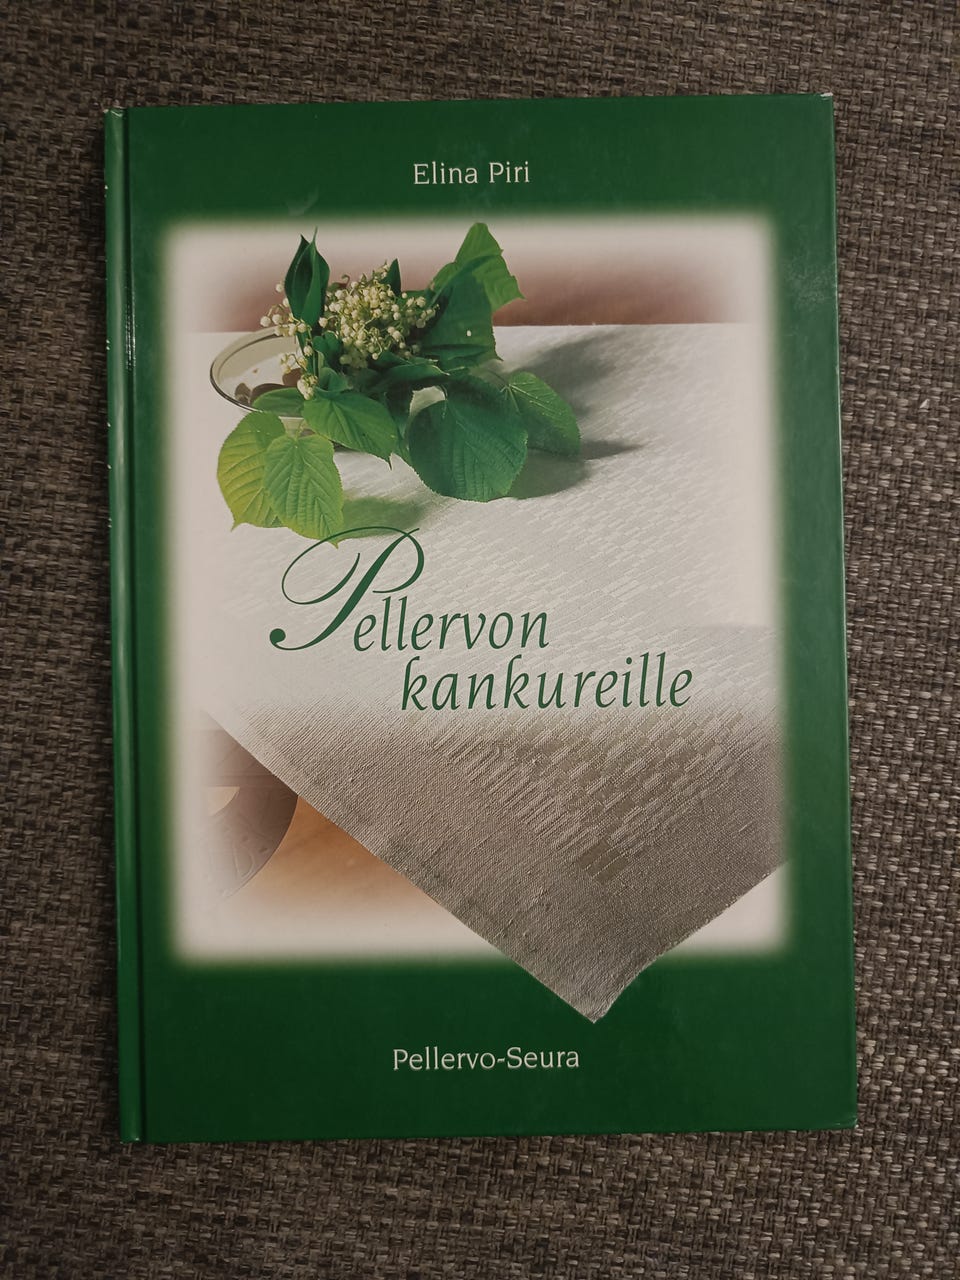 Elina Piri
Pellervon
kankureille
Pellervo-Seura